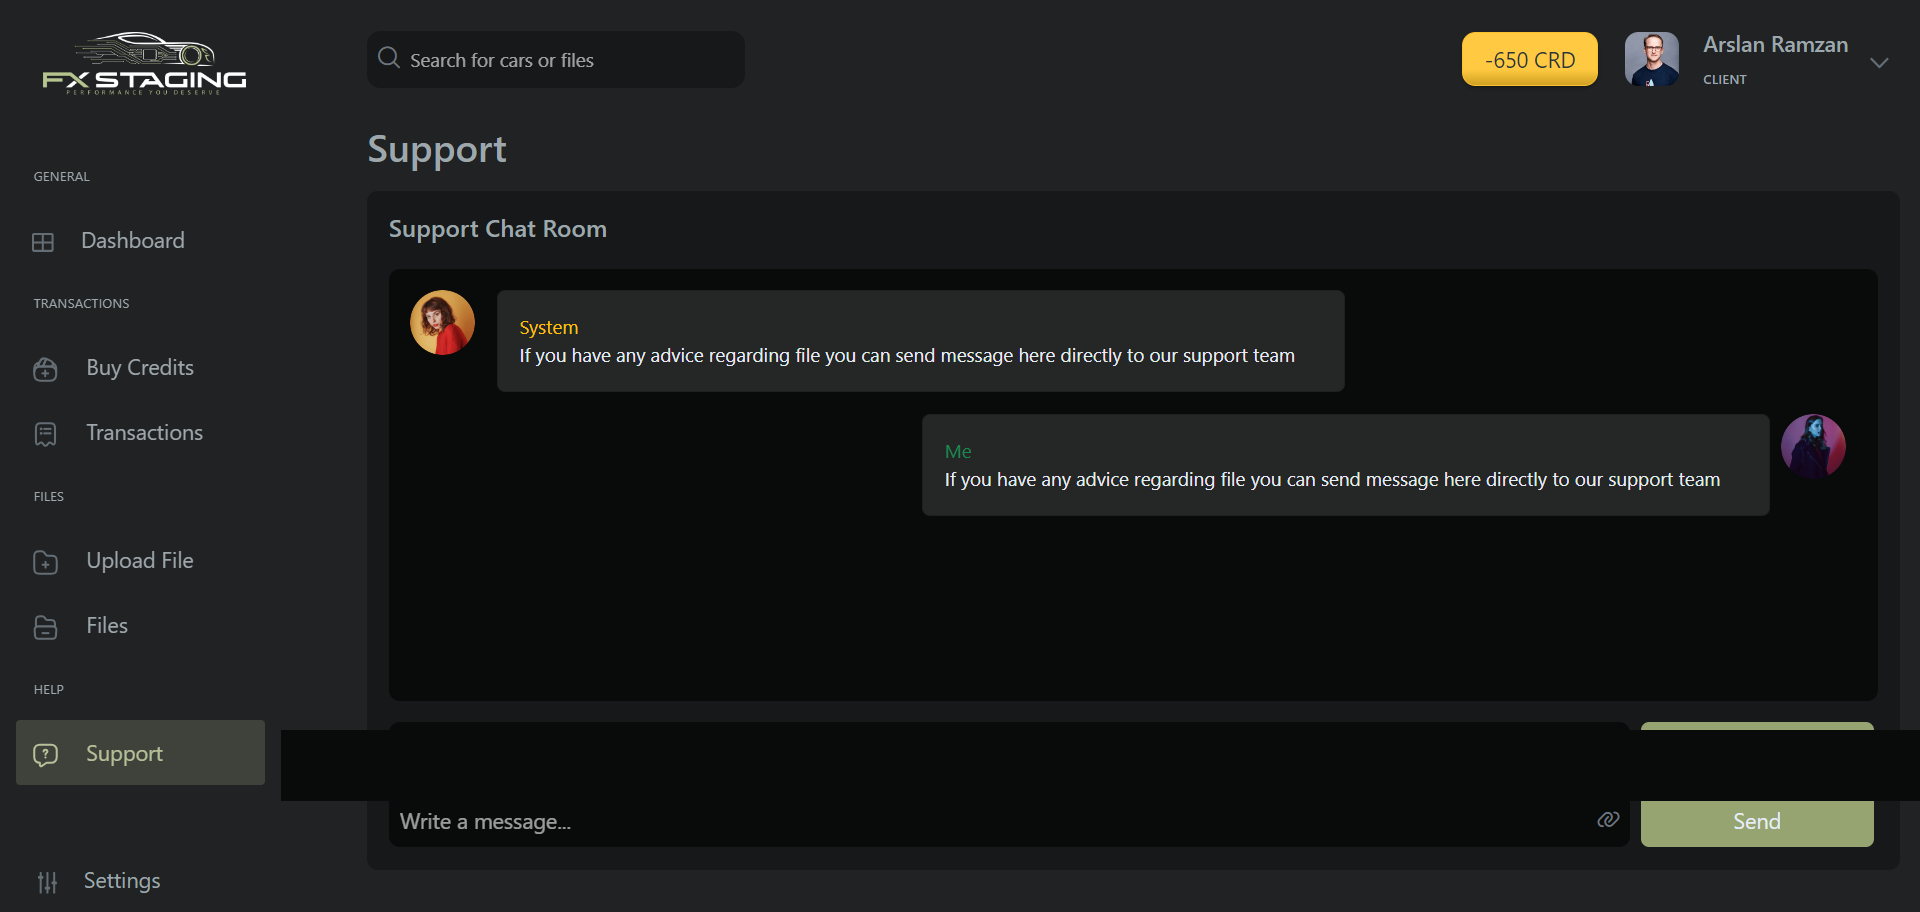 FX STAGING
PERFORMANCE YOU DESERVE
Search for cars or files
-650 CRD
Arslan Ramzan
CLIENT
GENERAL
Dashboard
TRANSACTIONS
Buy Credits
Transactions
FILES
Upload File
Files
HELP
Support
Settings
Support
Support Chat Room
System
If you have any advice regarding file you can send message here directly to our support team
Me
If you have any advice regarding file you can send message here directly to our support team
Write a message...
Send